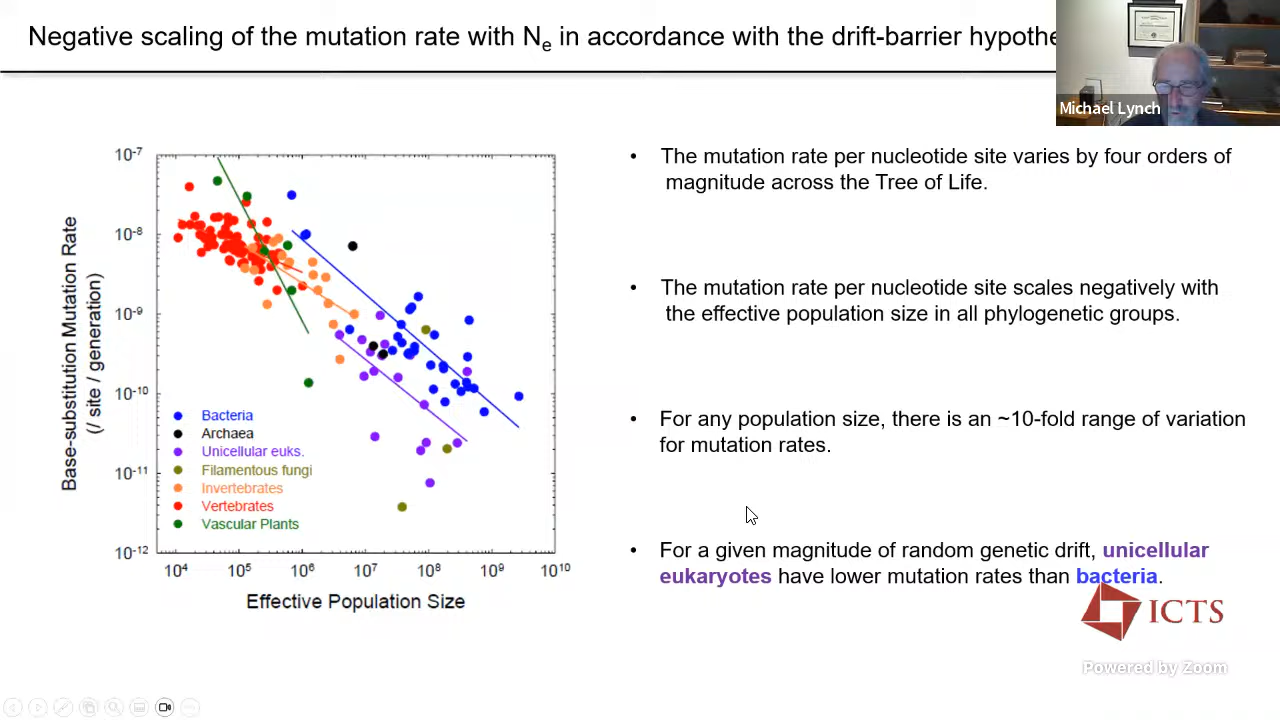 Negative scaling of the mutation rate with Ne in accordance with the drift-barrier hypothe
Michael Lynch
10-7
10-8
10-9
10-10
10-11
10-12
Base-substitution Mutation Rate
(/ site / generation)
Bacteria
Archaea
Unicellular euks.
Filamentous fungi
Invertebrates
Vertebrates
Vascular Plants
104 105 106 107 108 109 1010
Effective Population Size
• The mutation rate per nucleotide site varies by four orders of
magnitude across the Tree of Life.
• The mutation rate per nucleotide site scales negatively with
the effective population size in all phylogenetic groups.
• For any population size, there is an ~10-fold range of variation
for mutation rates.
• For a given magnitude of random genetic drift, unicellular
eukaryotes have lower mutation rates than bacteria.
ICTS
Powered by Zoom